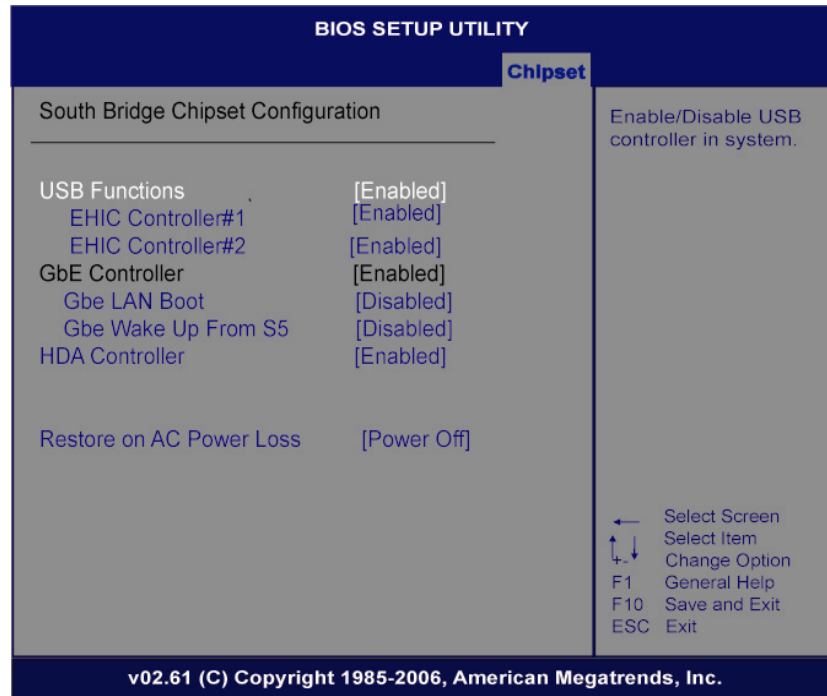 BIOS SETUP UTILITY
Chipset
South Bridge Chipset Configuration
USB Functions [Enabled]
EHIC Controller#1 [Enabled]
EHIC Controller#2 [Enabled]
GbE Controller [Enabled]
Gbe LAN Boot [Disabled]
Gbe Wake Up From S5 [Disabled]
HDA Controller [Enabled]
Restore on AC Power Loss [Power Off]
Enable/Disable USB
controller in system.
← Select Screen
↑↓ Select Item
+- Change Option
F1 General Help
F10 Save and Exit
ESC Exit
v02.61 (C) Copyright 1985-2006, American Megatrends, Inc.